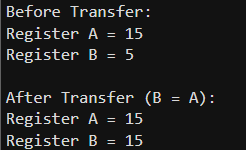 Before Transfer:
Register A = 15
Register B = 5

After Transfer (B = A):
Register A = 15
Register B = 15